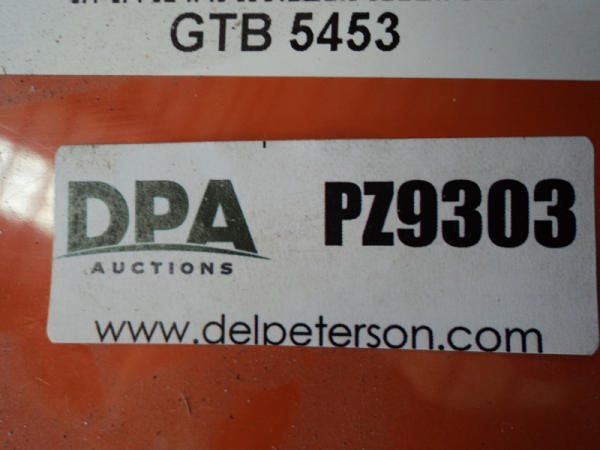 GTB 5453
DPA PZ9303
AUCTIONS
www.delpeterson.com